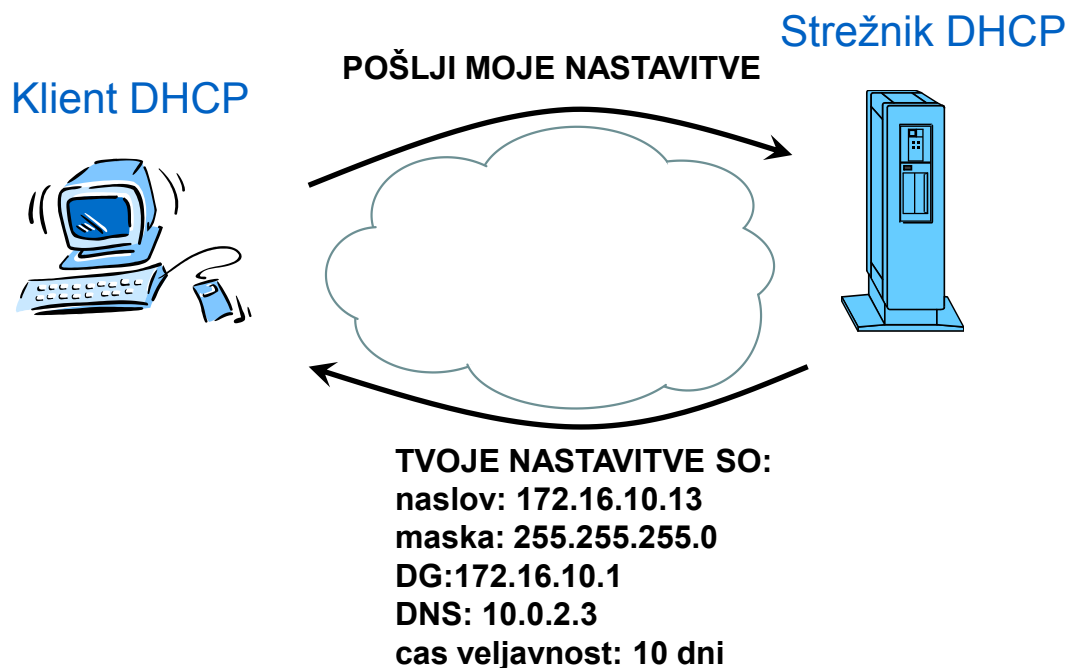 Strežnik DHCP
POŠLJI MOJE NASTAVITVE
Klient DHCP
TVOJE NASTAVITVE SO:
naslov: 172.16.10.13
maska: 255.255.255.0
DG:172.16.10.1
DNS: 10.0.2.3
cas veljavnost: 10 dni